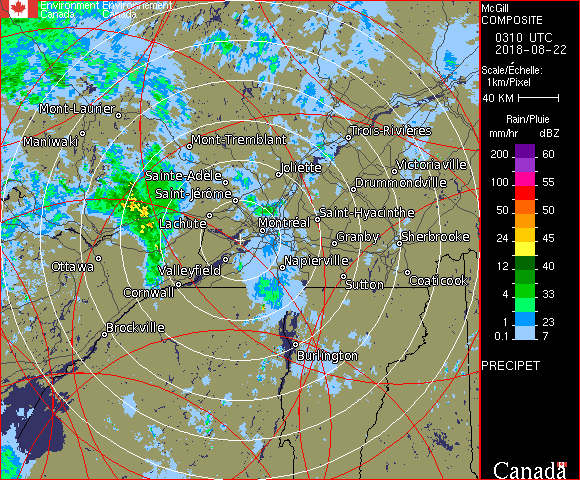 Environment Environnement
Canada Canada
McGill
COMPOSITE
0310 UTC
2018-08-22
Scale/Échelle:
1km/Pixel
40 KM
Rain/Pluie
mm/hr dBZ
200 60
100 55
50 50
24 45
12 40
4 33
1 23
0.1 7
PRECIPET
Canada
Mont-Laurier
Maniwaki
Mont-Tremblant
Trois-Rivières
Sainte-Adèle
Joliette
Victoriaville
Saint-Jérôme
Drummondville
Lachute
Montréal
Saint-Hyacinthe
Granby
Sherbrooke
Ottawa
Valleyfield
Napierville
Cornwall
Sutton
Coaticook
Brockville
Burlington